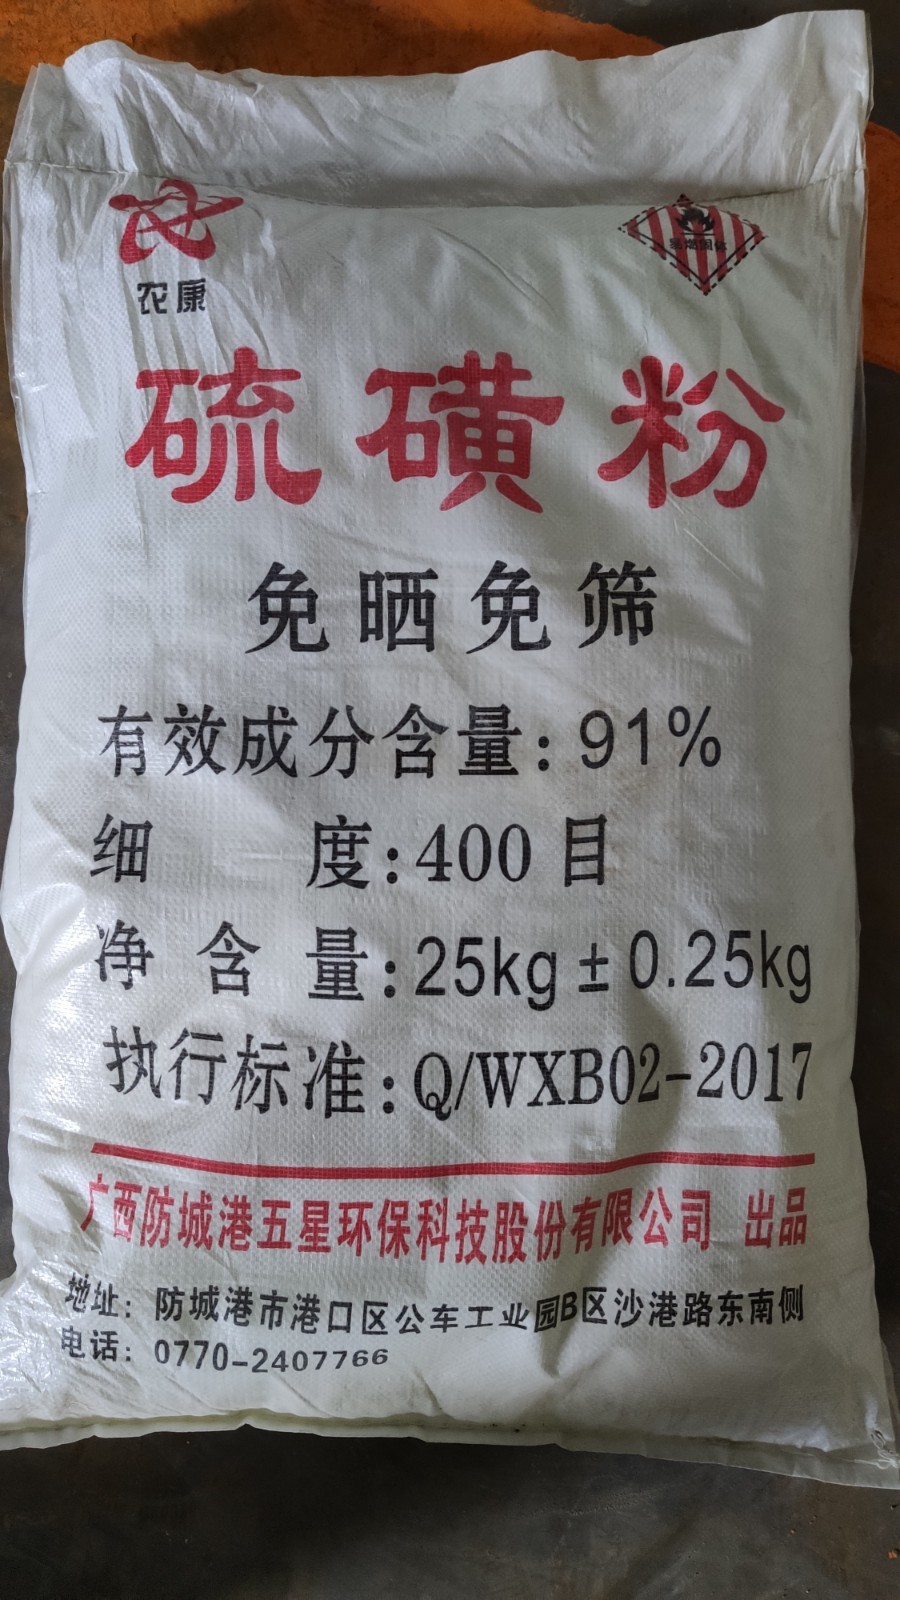 农康
易燃固体
硫磺粉
免晒免筛
有效成分含量:91%
细度:400目
净含量:25kg±0.25kg
执行标准:Q/WXB02-2017
广西防城港五星环保科技股份有限公司 出品
地址:防城港市港口区公车工业园B区沙港路东南侧
电话:0770-2407766